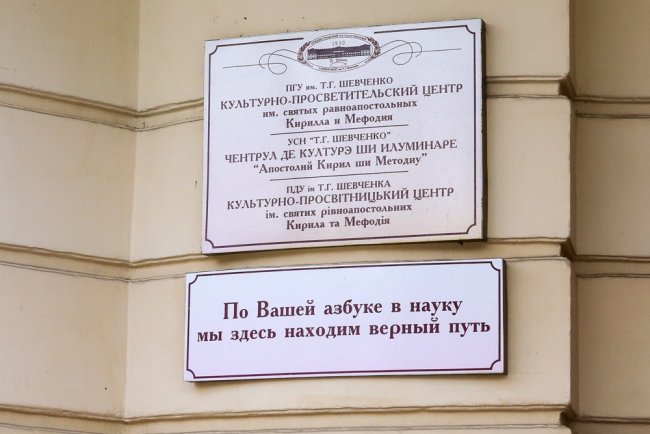 1930
ПГУ им. Т.Г. ШЕВЧЕНКО
КУЛЬТУРНО-ПРОСВЕТИТЕЛЬСКИЙ ЦЕНТР
им. святых равноапостольных
Кирилла и Мефодия
УСН "Т.Г. ШЕВЧЕНКО"
ЧЕНТРУЛ ДЕ КУЛТУРЭ ШИ ИЛУМИНАРЕ
"Апостолий Кирил ши Методиу"
ПДУ ім Т.Г. ШЕВЧЕНКА
КУЛЬТУРНО-ПРОСВІТНИЦЬКИЙ ЦЕНТР
ім. святих рівноапостольних
Кирила та Мефодія
По Вашей азбуке в науку
мы здесь находим верный путь